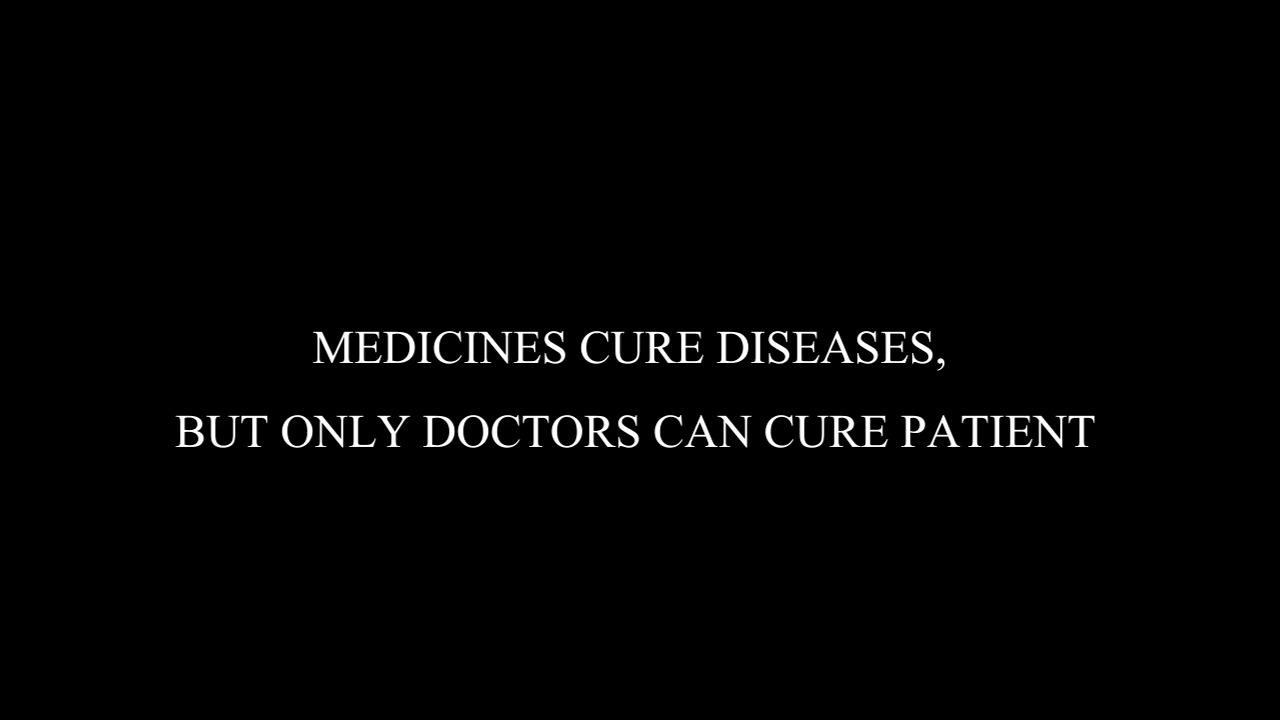 MEDICINES CURE DISEASES,
BUT ONLY DOCTORS CAN CURE PATIENT